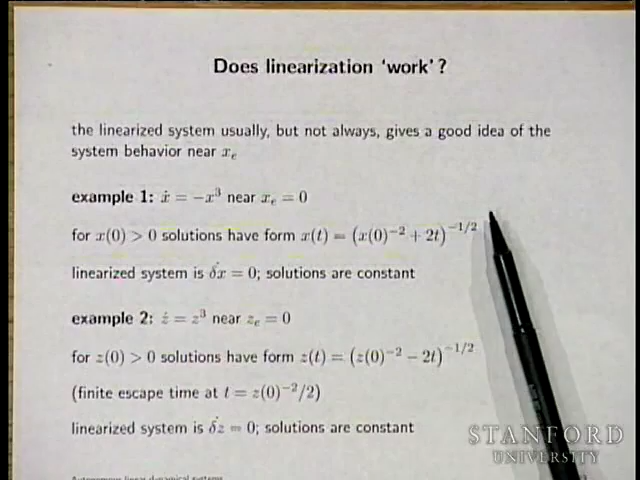 Does linearization ‘work’?
the linearized system usually, but not always, gives a good idea of the
system behavior near xₑ
example 1: ẋ = −x³ near xₑ = 0
for x(0) > 0 solutions have form x(t) = (x(0)⁻² + 2t)^−1/2
linearized system is δẋ = 0; solutions are constant
example 2: ż = z³ near zₑ = 0
for z(0) > 0 solutions have form z(t) = (z(0)⁻² − 2t)^−1/2
(finite escape time at t = z(0)⁻²/2)
linearized system is δż = 0; solutions are constant
Autonomous linear dynamical systems
STANFORD
UNIVERSITY